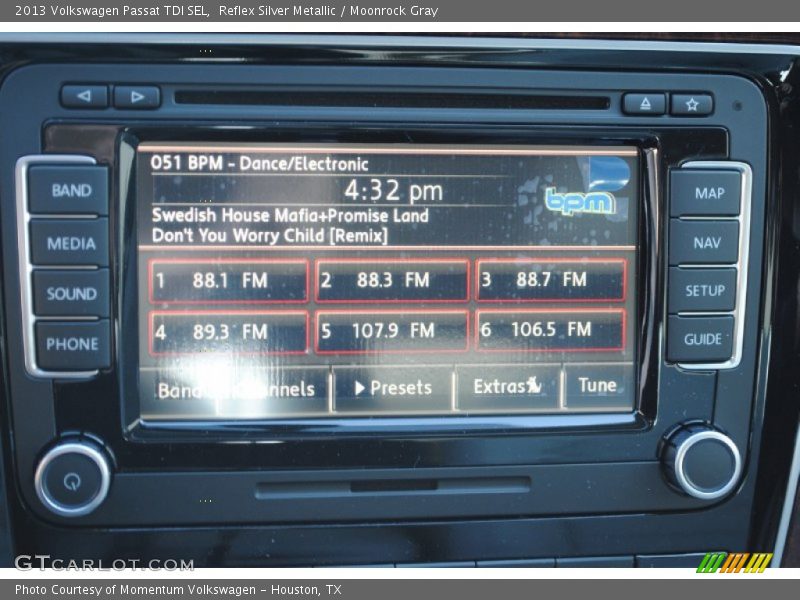 2013 Volkswagen Passat TDI SEL,  Reflex Silver Metallic / Moonrock Gray
051 BPM - Dance/Electronic
4:32 pm
bpm
Swedish House Mafia+Promise Land
Don't You Worry Child [Remix]
BAND
MEDIA
SOUND
PHONE
MAP
NAV
SETUP
GUIDE
1 88.1 FM
2 88.3 FM
3 88.7 FM
4 89.3 FM
5 107.9 FM
6 106.5 FM
Band
Presets
Extras
Tune
GTCARLOT.COM
Photo Courtesy of Momentum Volkswagen - Houston, TX